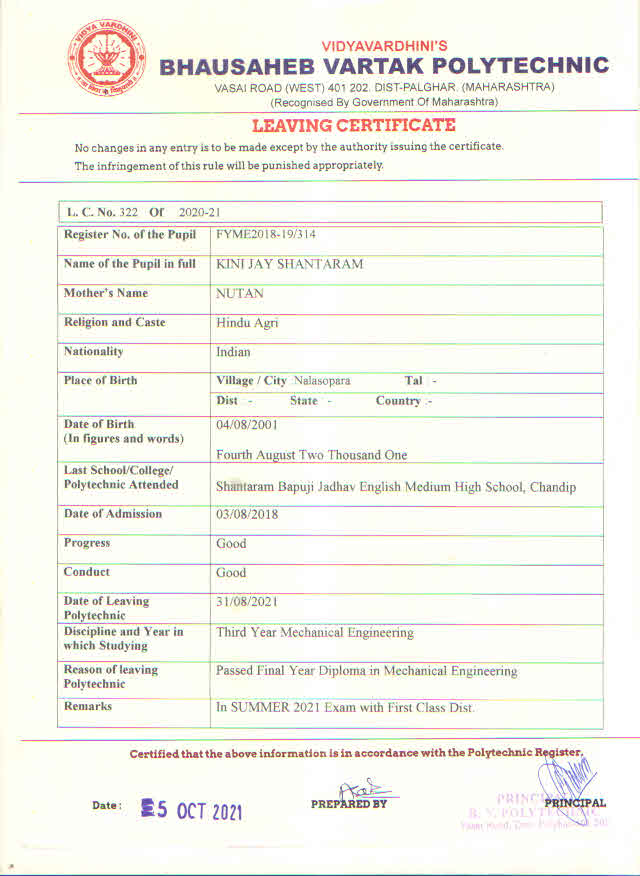 VIDYA VARDHINI
VIDYAVARDHINI'S
BHAUSAHEB VARTAK POLYTECHNIC
VASAI ROAD (WEST) 401 202. DIST-PALGHAR. (MAHARASHTRA)
(Recognised By Government Of Maharashtra)
LEAVING CERTIFICATE
No changes in any entry is to be made except by the authority issuing the certificate.
The infringement of this rule will be punished appropriately.
L. C. No. 322 Of 2020-21
Register No. of the Pupil FYME2018-19/314
Name of the Pupil in full KINI JAY SHANTARAM
Mother's Name NUTAN
Religion and Caste Hindu Agri
Nationality Indian
Place of Birth Village / City :Nalasopara Tal : -
Dist :- State :- Country :-
Date of Birth 04/08/2001
(In figures and words)
Fourth August Two Thousand One
Last School/College/
Polytechnic Attended Shantaram Bapuji Jadhav English Medium High School, Chandip
Date of Admission 03/08/2018
Progress Good
Conduct Good
Date of Leaving 31/08/2021
Polytechnic
Discipline and Year in Third Year Mechanical Engineering
which Studying
Reason of leaving Passed Final Year Diploma in Mechanical Engineering
Polytechnic
Remarks In SUMMER 2021 Exam with First Class Dist.
Certified that the above information is in accordance with the Polytechnic Register.
Date: 5 OCT 2021 PREPARED BY PRINCIPAL
PRINCIPAL
B. V. POLYTECHNIC
Vasai Road,